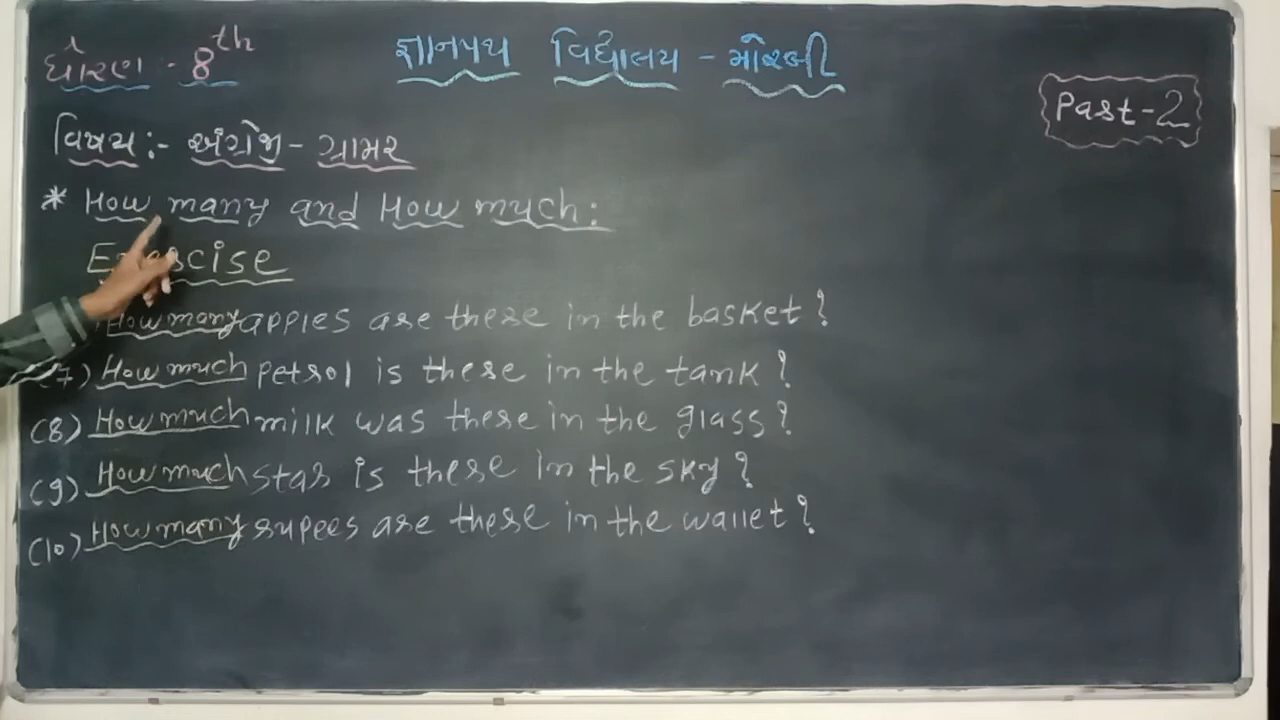 ધોરણ - 8th
જ્ઞાનપથ વિદ્યાલય - મોરબી
Part-2
વિષય:- અંગ્રેજી - ગ્રામર
* How many and How much:
Exercise
How many apples are there in the basket?
(7) How much petrol is there in the tank?
(8) How much milk was there in the glass?
(9) How much star is there in the sky?
(10) How many rupees are there in the wallet?